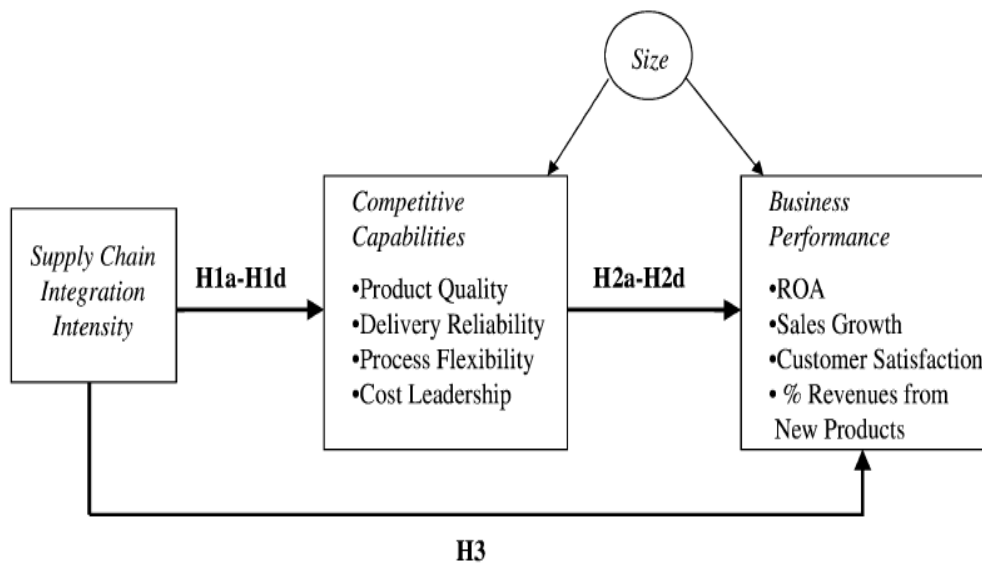 Size
Supply Chain
Integration
Intensity
H1a-H1d
Competitive
Capabilities
•Product Quality
•Delivery Reliability
•Process Flexibility
•Cost Leadership
H2a-H2d
Business
Performance
•ROA
•Sales Growth
•Customer Satisfaction
• % Revenues from
New Products
H3